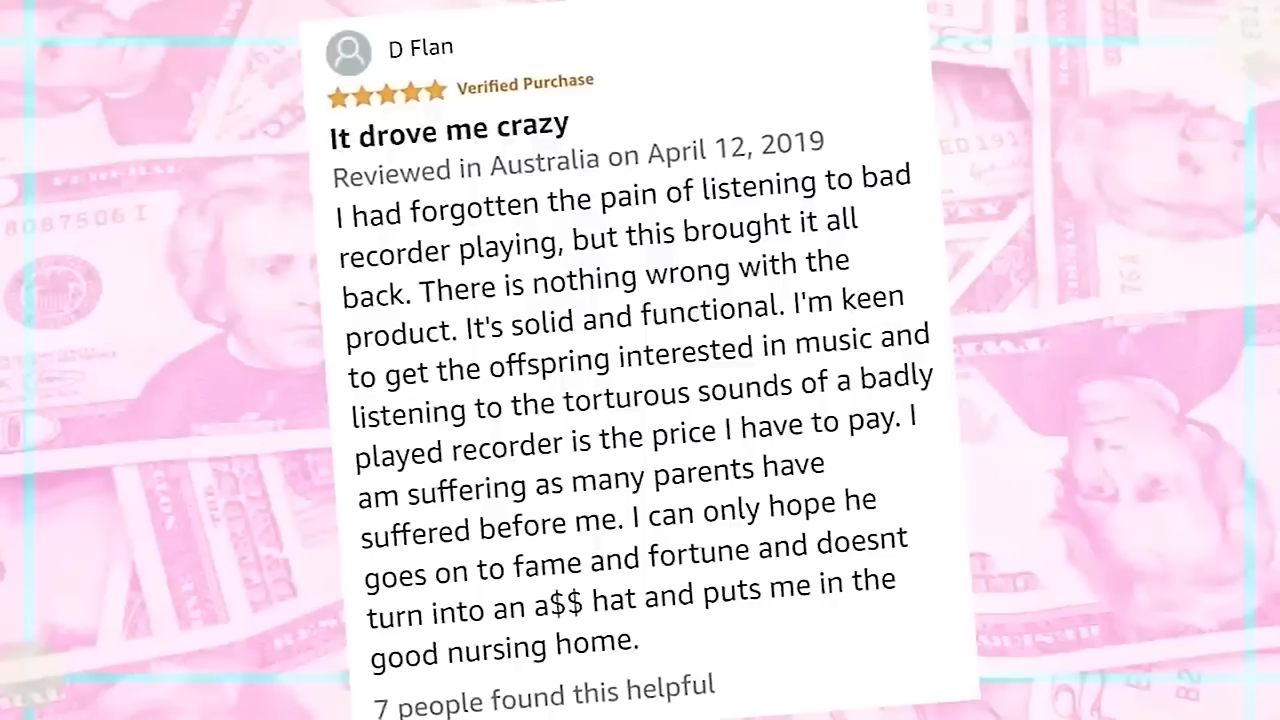 D Flan
Verified Purchase
It drove me crazy
Reviewed in Australia on April 12, 2019
I had forgotten the pain of listening to bad
recorder playing, but this brought it all
back. There is nothing wrong with the
product. It's solid and functional. I'm keen
to get the offspring interested in music and
listening to the torturous sounds of a badly
played recorder is the price I have to pay. I
am suffering as many parents have
suffered before me. I can only hope he
goes on to fame and fortune and doesnt
turn into an a$$ hat and puts me in the
good nursing home.
7 people found this helpful
8087506 I